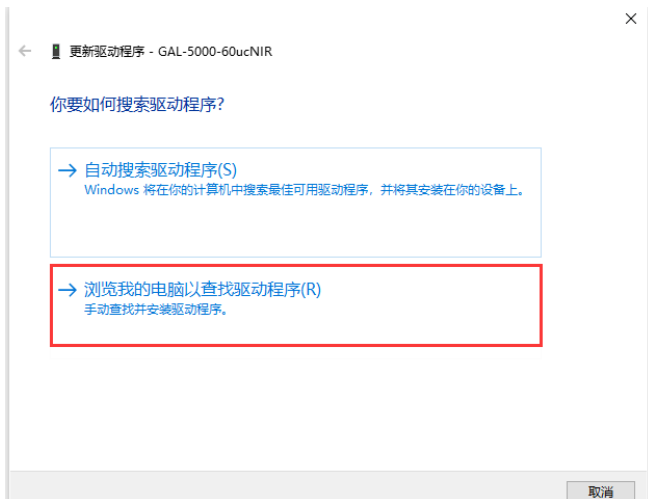 更新驱动程序 - GAL-5000-60ucNIR
你要如何搜索驱动程序?
自动搜索驱动程序(S)
Windows 将在你的计算机中搜索最佳可用驱动程序，并将其安装在你的设备上。
浏览我的电脑以查找驱动程序(R)
手动查找并安装驱动程序。
取消